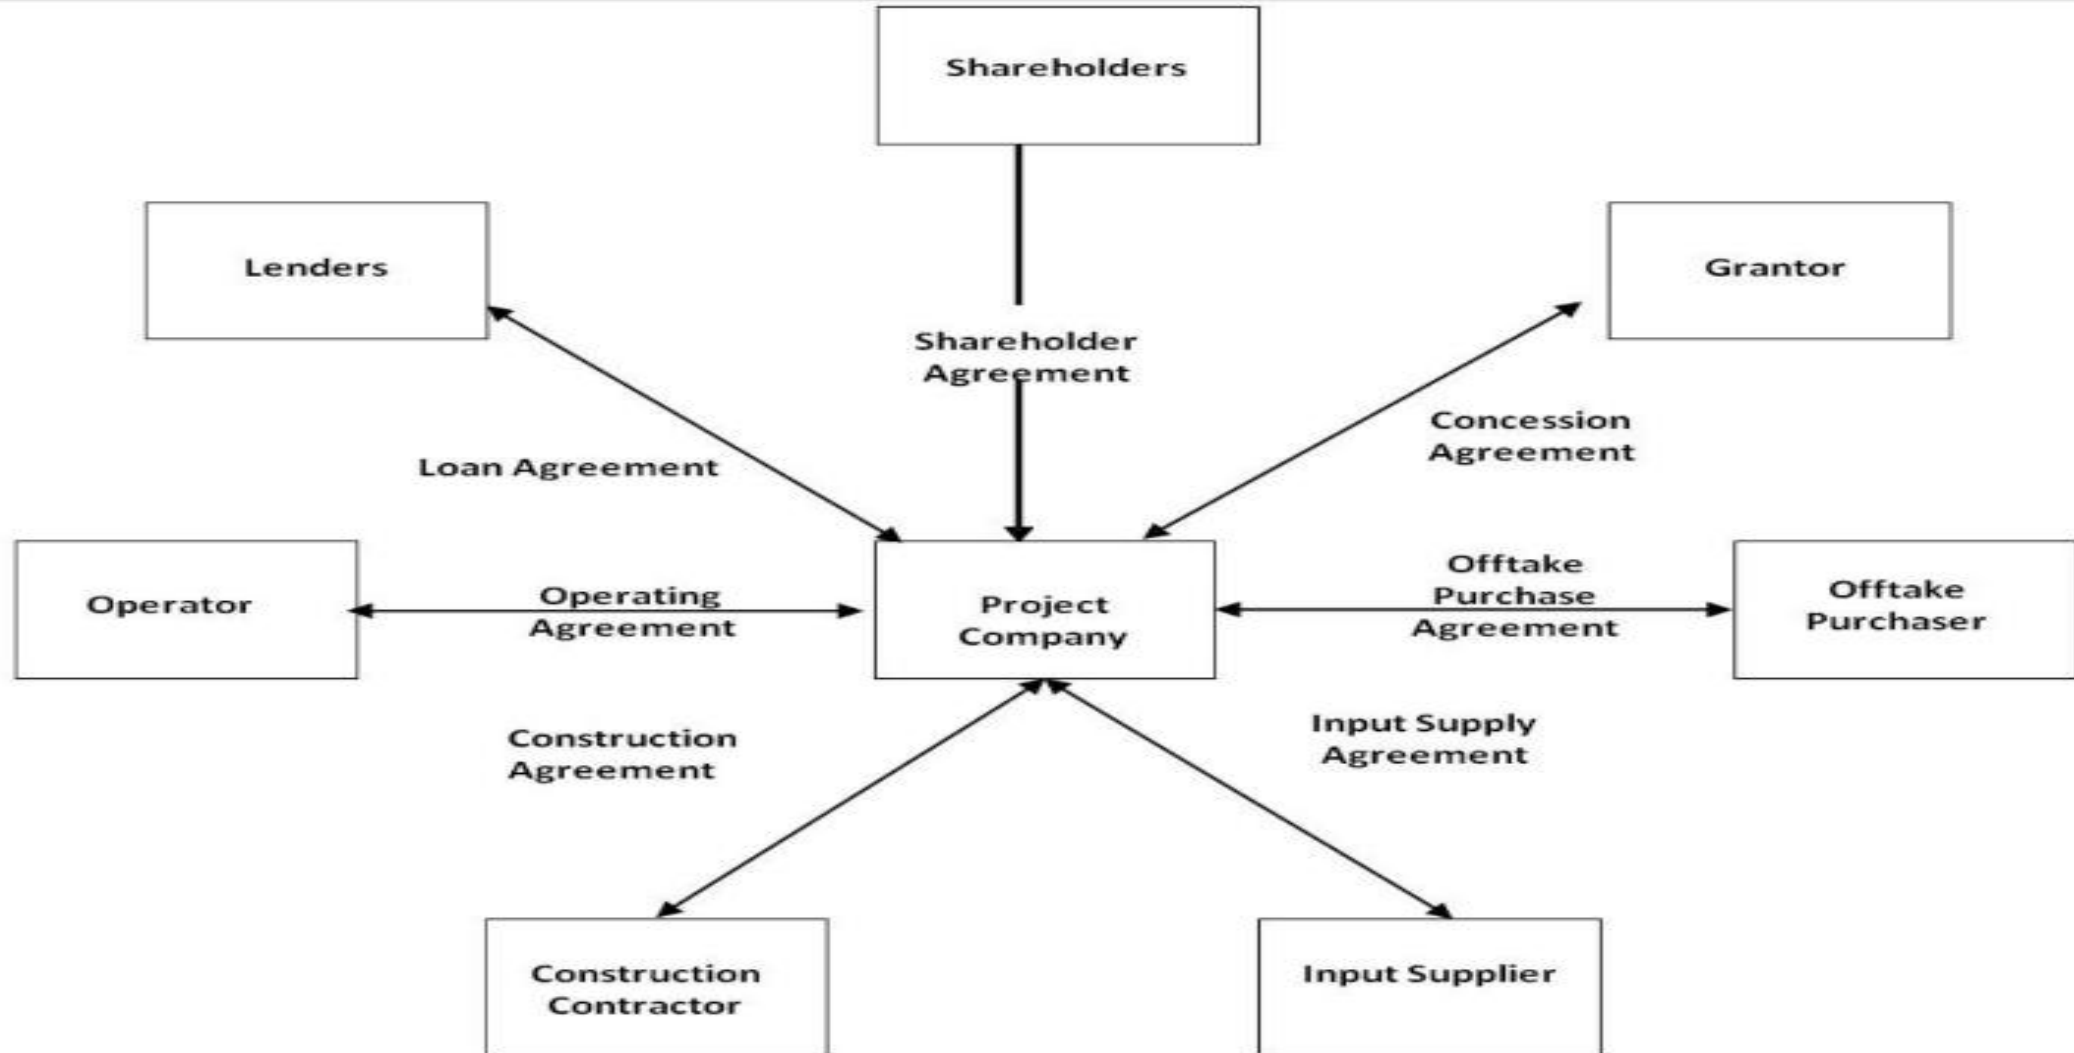 Shareholders
Lenders
Grantor
Shareholder
Agreement
Concession
Agreement
Loan Agreement
Operator
Operating
Agreement
Project
Company
Offtake
Purchase
Agreement
Offtake
Purchaser
Construction
Agreement
Input Supply
Agreement
Construction
Contractor
Input Supplier